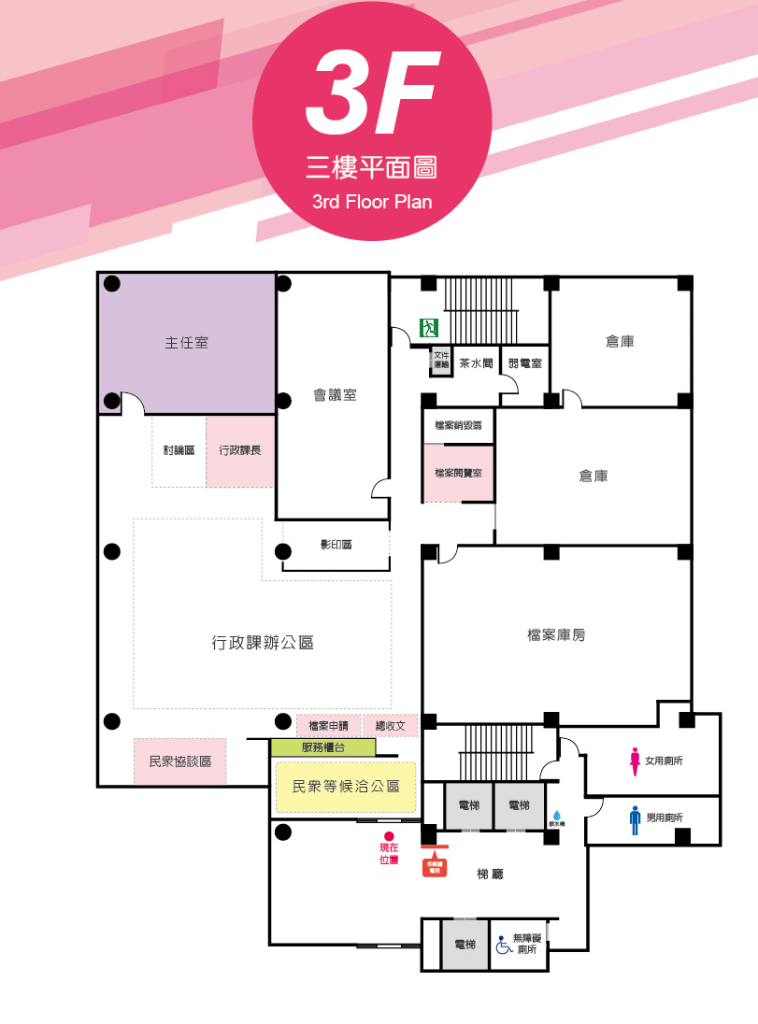 3F
三樓平面圖
3rd Floor Plan
主任室
會議室
倉庫
文件
運輸
茶水間
弱電室
討論區
行政課長
檔案銷毀區
檔案閱覽室
倉庫
影印區
行政課辦公區
檔案庫房
檔案申請
總收文
服務櫃台
民眾協談區
民眾等候洽公區
女用廁所
電梯
電梯
飲水機
男用廁所
現在
位置
多媒體
電視
梯廳
電梯
無障礙
廁所